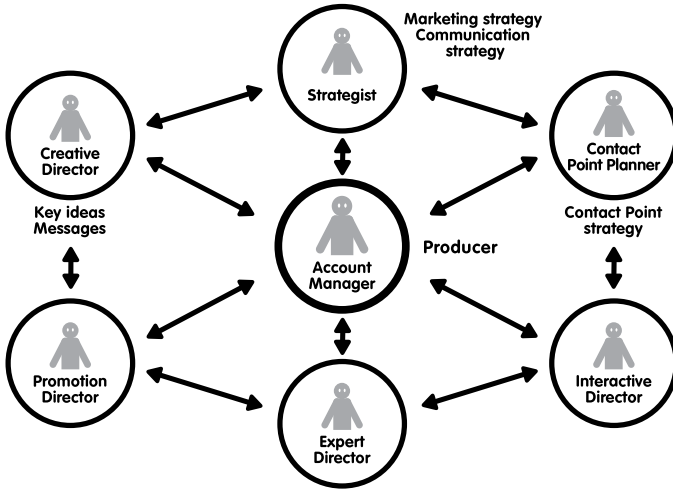 Marketing strategy
Communication
strategy
Strategist
Creative
Director
Contact
Point Planner
Key ideas
Messages
Contact Point
strategy
Account
Manager
Producer
Promotion
Director
Interactive
Director
Expert
Director